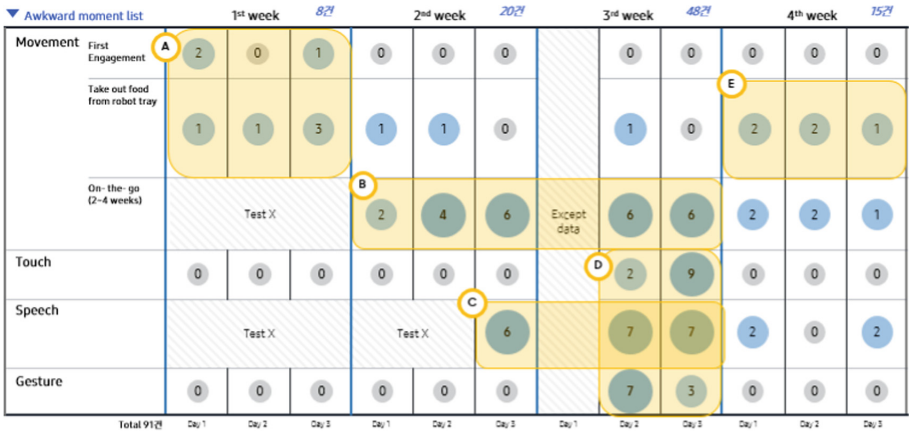 ▼ Awkward moment list 1st week 8건 2nd week 20건 3rd week 48건 4th week 15건
Movement First Engagement A 2 0 1 0 0 0 0 0 0 0 0
Take out food from robot tray 1 1 3 1 1 0 1 0 E 2 2 1
On- the- go (2~4 weeks) Test X B 2 4 6 Except data 6 6 2 2 1
Touch 0 0 0 0 0 0 D 2 9 0 0 0
Speech Test X Test X C 6 7 7 2 0 2
Gesture 0 0 0 0 0 0 7 3 0 0 0
Total 91건 Day 1 Day 2 Day 3 Day 1 Day 2 Day 3 Day 1 Day 2 Day 3 Day 1 Day 2 Day 3